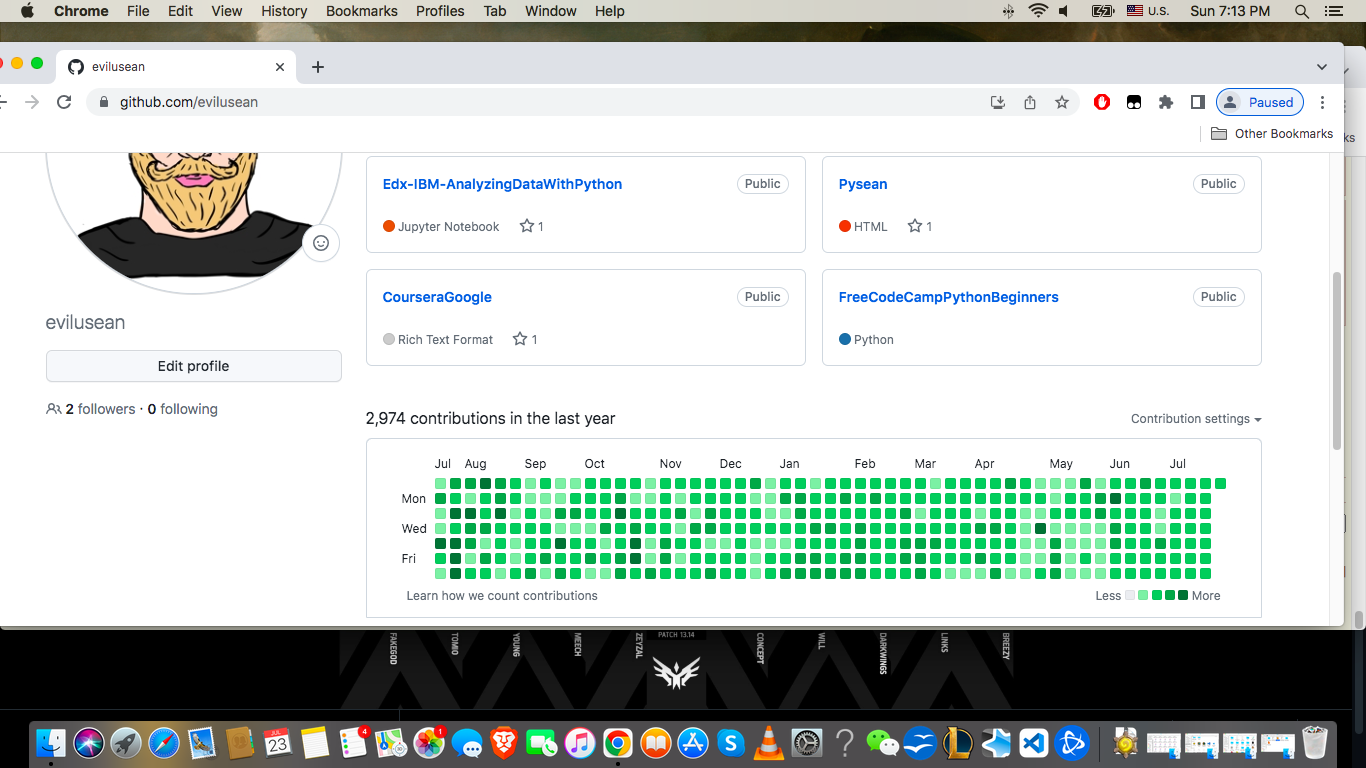 Chrome File Edit View History Bookmarks Profiles Tab Window Help U.S. Sun 7:13 PM
evilusean
github.com/evilusean Paused
Other Bookmarks
ks
Edx-IBM-AnalyzingDataWithPython Public
Jupyter Notebook 1
Pysean Public
HTML 1
CourseraGoogle Public
Rich Text Format 1
FreeCodeCampPythonBeginners Public
Python
evilusean
Edit profile
2 followers · 0 following
2,974 contributions in the last year
Contribution settings
Jul Aug Sep Oct Nov Dec Jan Feb Mar Apr May Jun Jul
Mon
Wed
Fri
Learn how we count contributions
Less More
PATCH 13.14
FAKEGOD
TOMIO
YOUNG
MEECH
ZEYZAL
CONCEPT
WILL
DARKWINGS
LINKS
BREEZY
4
JUL
23
1